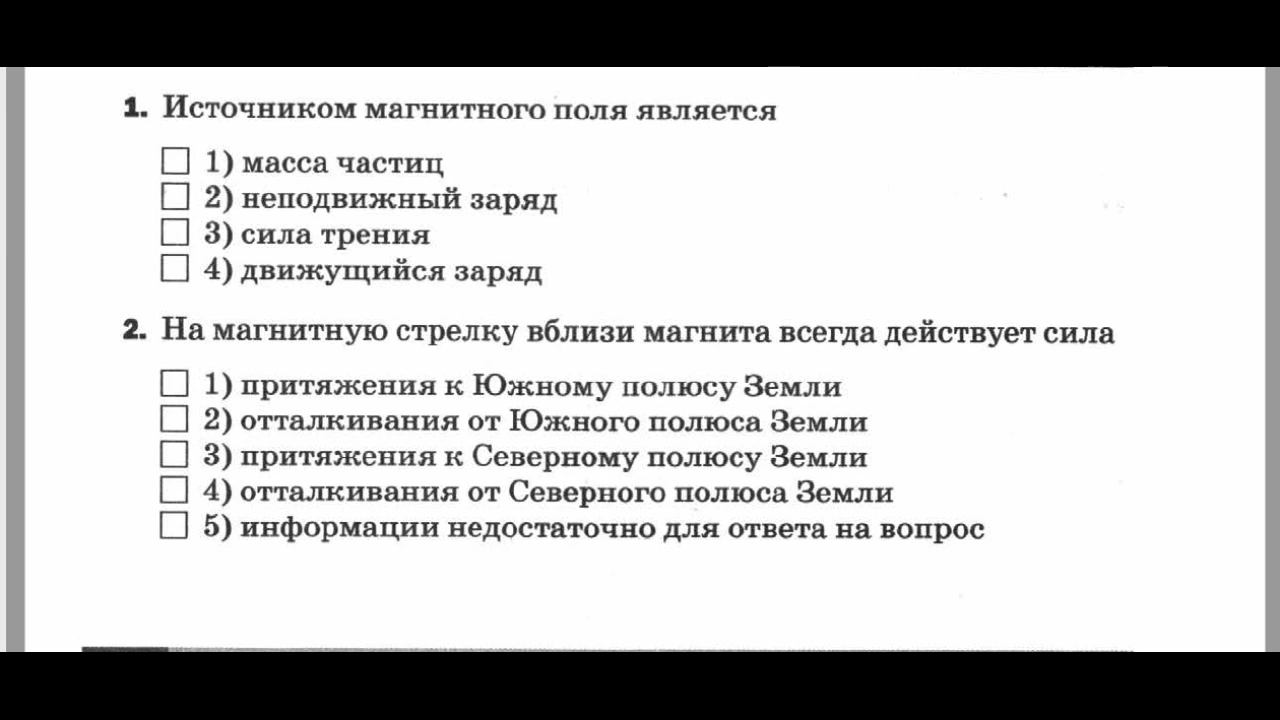 1. Источником магнитного поля является
1) масса частиц
2) неподвижный заряд
3) сила трения
4) движущийся заряд
2. На магнитную стрелку вблизи магнита всегда действует сила
1) притяжения к Южному полюсу Земли
2) отталкивания от Южного полюса Земли
3) притяжения к Северному полюсу Земли
4) отталкивания от Северного полюса Земли
5) информации недостаточно для ответа на вопрос